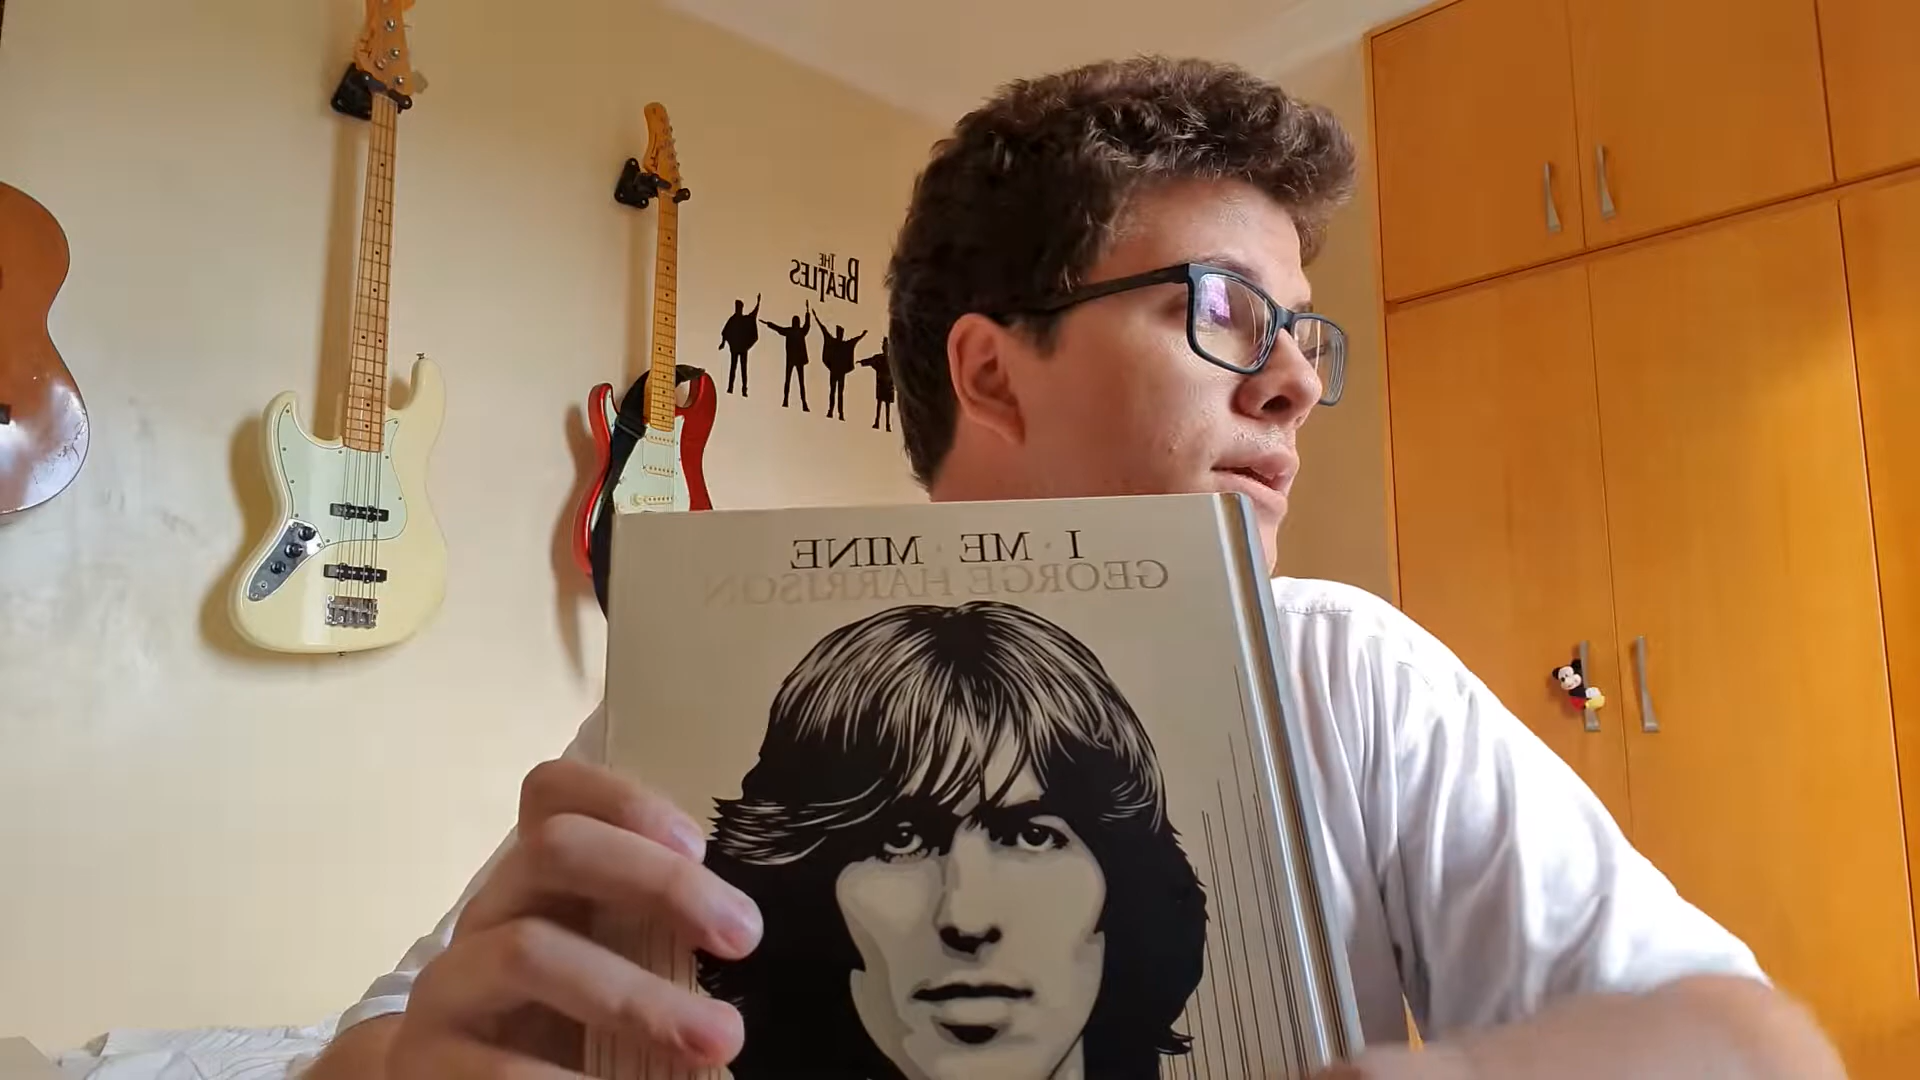 THE
BEATLES
I · ME · MINE
GEORGE HARRISON